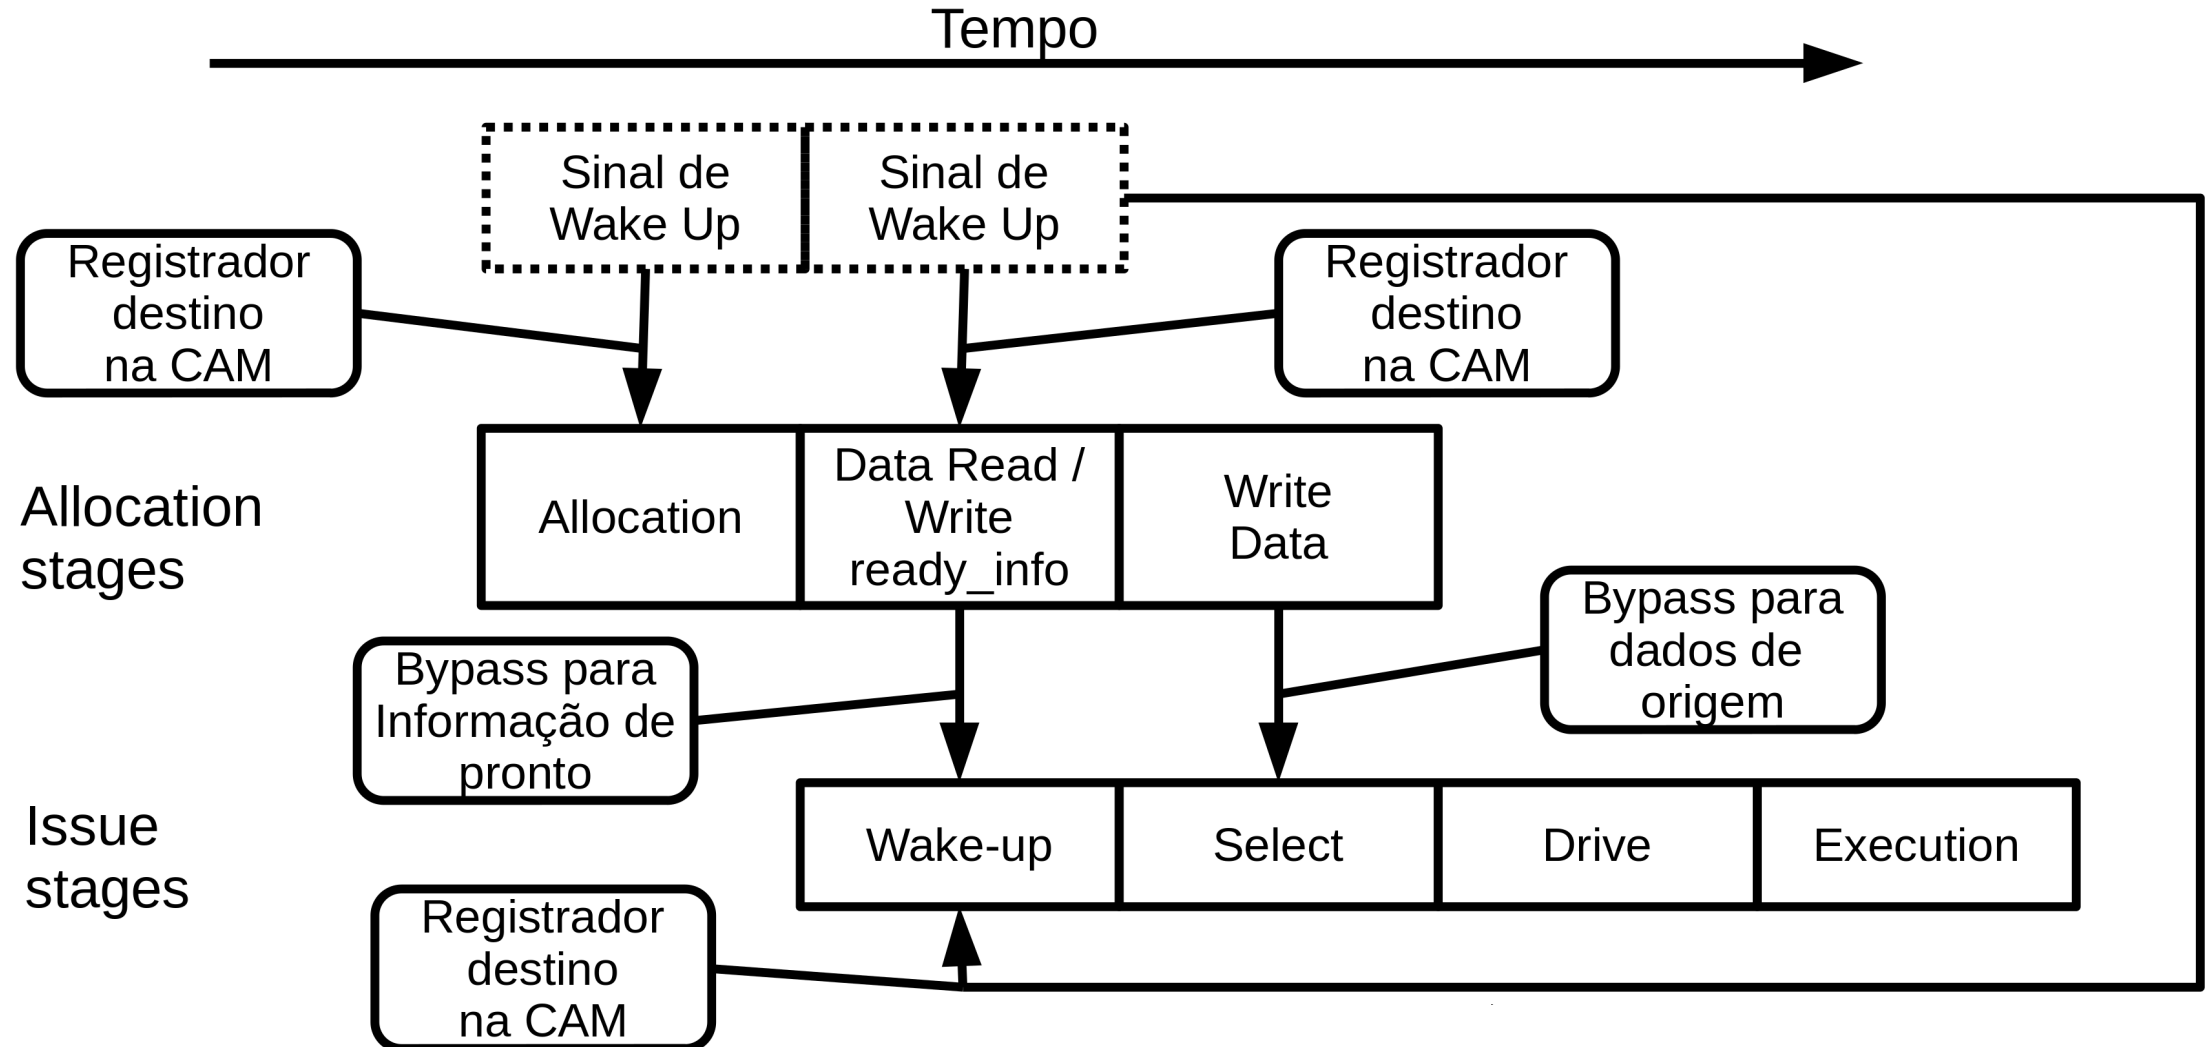 Tempo
Sinal de
Wake Up
Sinal de
Wake Up
Registrador
destino
na CAM
Registrador
destino
na CAM
Allocation
stages
Allocation
Data Read /
Write
ready_info
Write
Data
Bypass para
dados de
origem
Bypass para
Informação de
pronto
Issue
stages
Wake-up
Select
Drive
Execution
Registrador
destino
na CAM